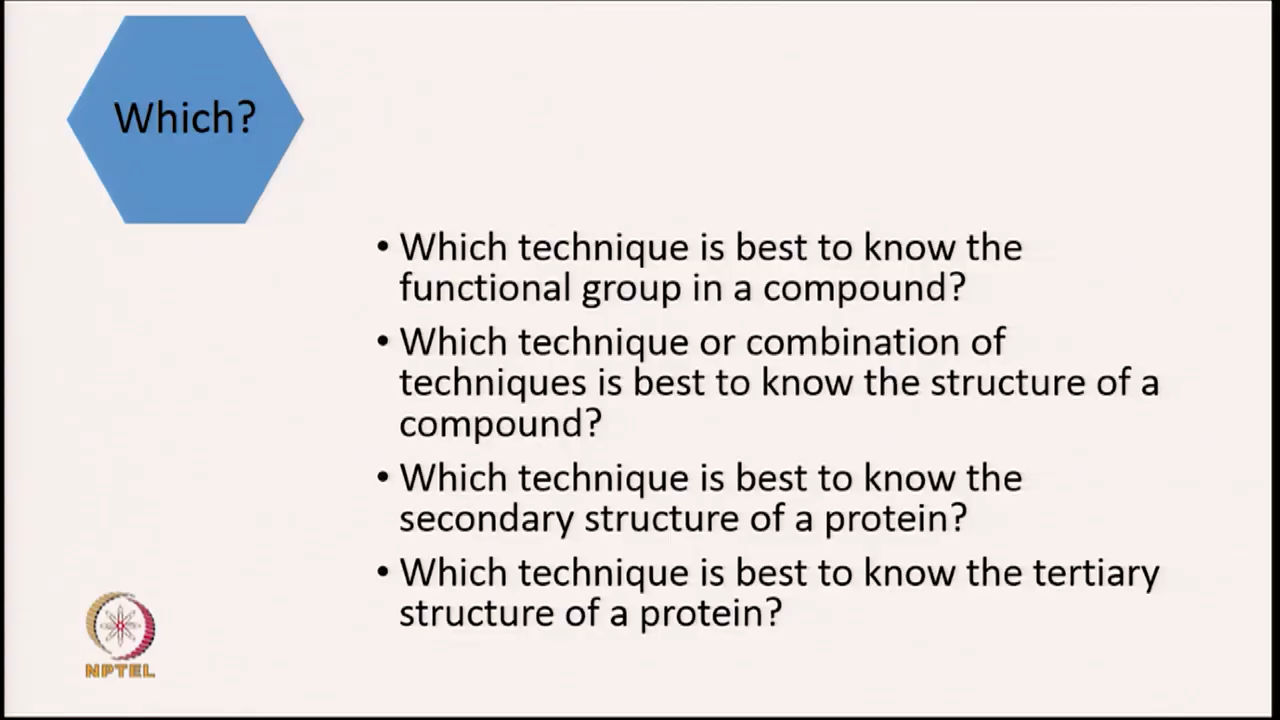 Which?
• Which technique is best to know the
functional group in a compound?
• Which technique or combination of
techniques is best to know the structure of a
compound?
• Which technique is best to know the
secondary structure of a protein?
• Which technique is best to know the tertiary
structure of a protein?
NPTEL